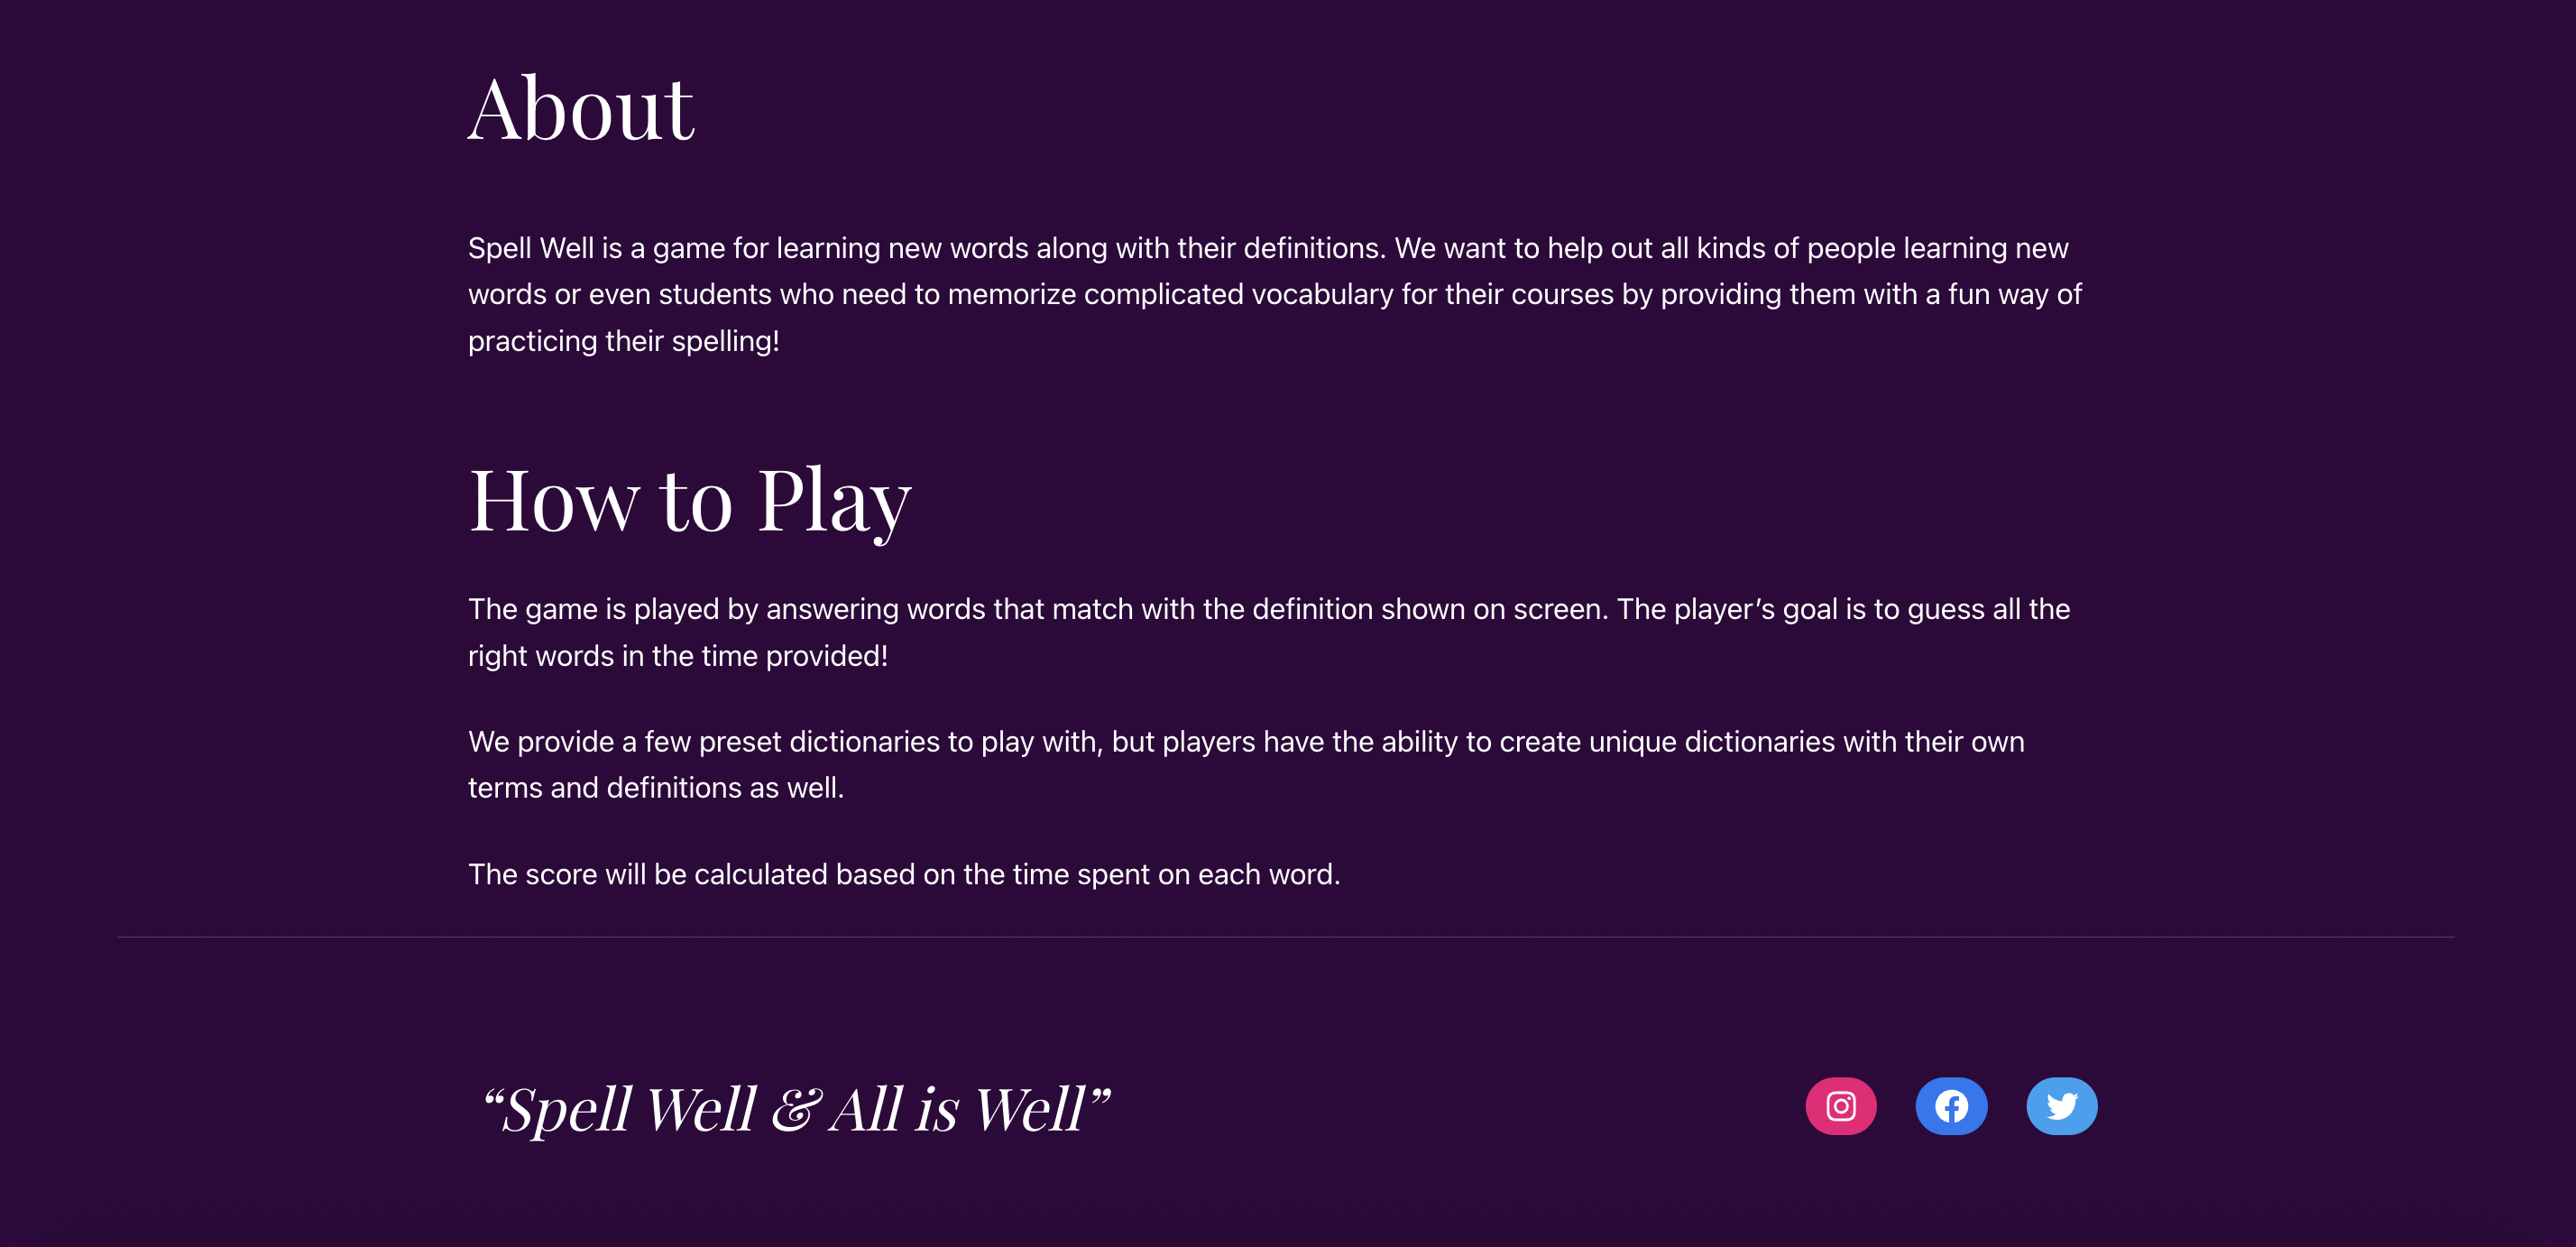 About
Spell Well is a game for learning new words along with their definitions. We want to help out all kinds of people learning new
words or even students who need to memorize complicated vocabulary for their courses by providing them with a fun way of
practicing their spelling!
How to Play
The game is played by answering words that match with the definition shown on screen. The player’s goal is to guess all the
right words in the time provided!
We provide a few preset dictionaries to play with, but players have the ability to create unique dictionaries with their own
terms and definitions as well.
The score will be calculated based on the time spent on each word.
“Spell Well & All is Well”